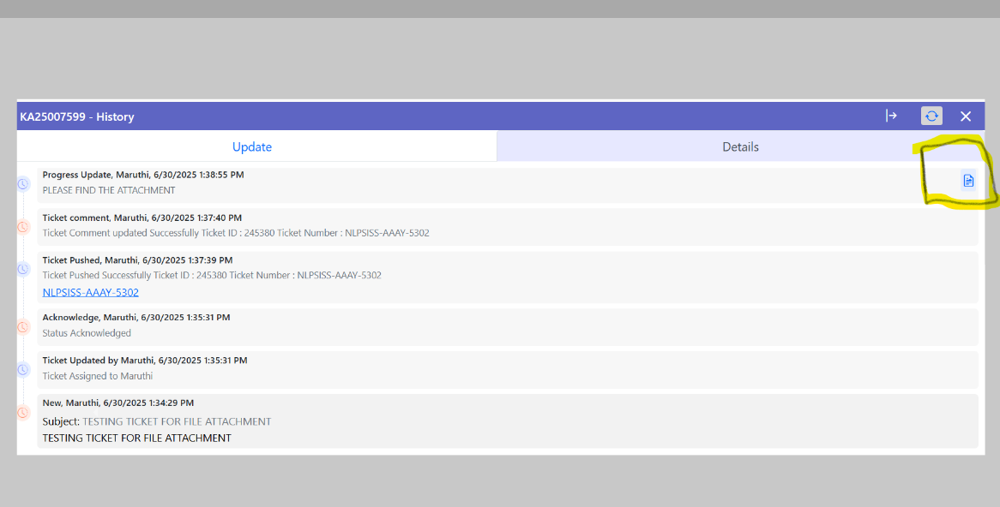 KA25007599 - History
Update
Details
Progress Update, Maruthi, 6/30/2025 1:38:55 PM
PLEASE FIND THE ATTACHMENT
Ticket comment, Maruthi, 6/30/2025 1:37:40 PM
Ticket Comment updated Successfully Ticket ID : 245380 Ticket Number : NLPSISS-AAAY-5302
Ticket Pushed, Maruthi, 6/30/2025 1:37:39 PM
Ticket Pushed Successfully Ticket ID : 245380 Ticket Number : NLPSISS-AAAY-5302
NLPSISS-AAAY-5302
Acknowledge, Maruthi, 6/30/2025 1:35:31 PM
Status Acknowledged
Ticket Updated by Maruthi, 6/30/2025 1:35:31 PM
Ticket Assigned to Maruthi
New, Maruthi, 6/30/2025 1:34:29 PM
Subject: TESTING TICKET FOR FILE ATTACHMENT
TESTING TICKET FOR FILE ATTACHMENT